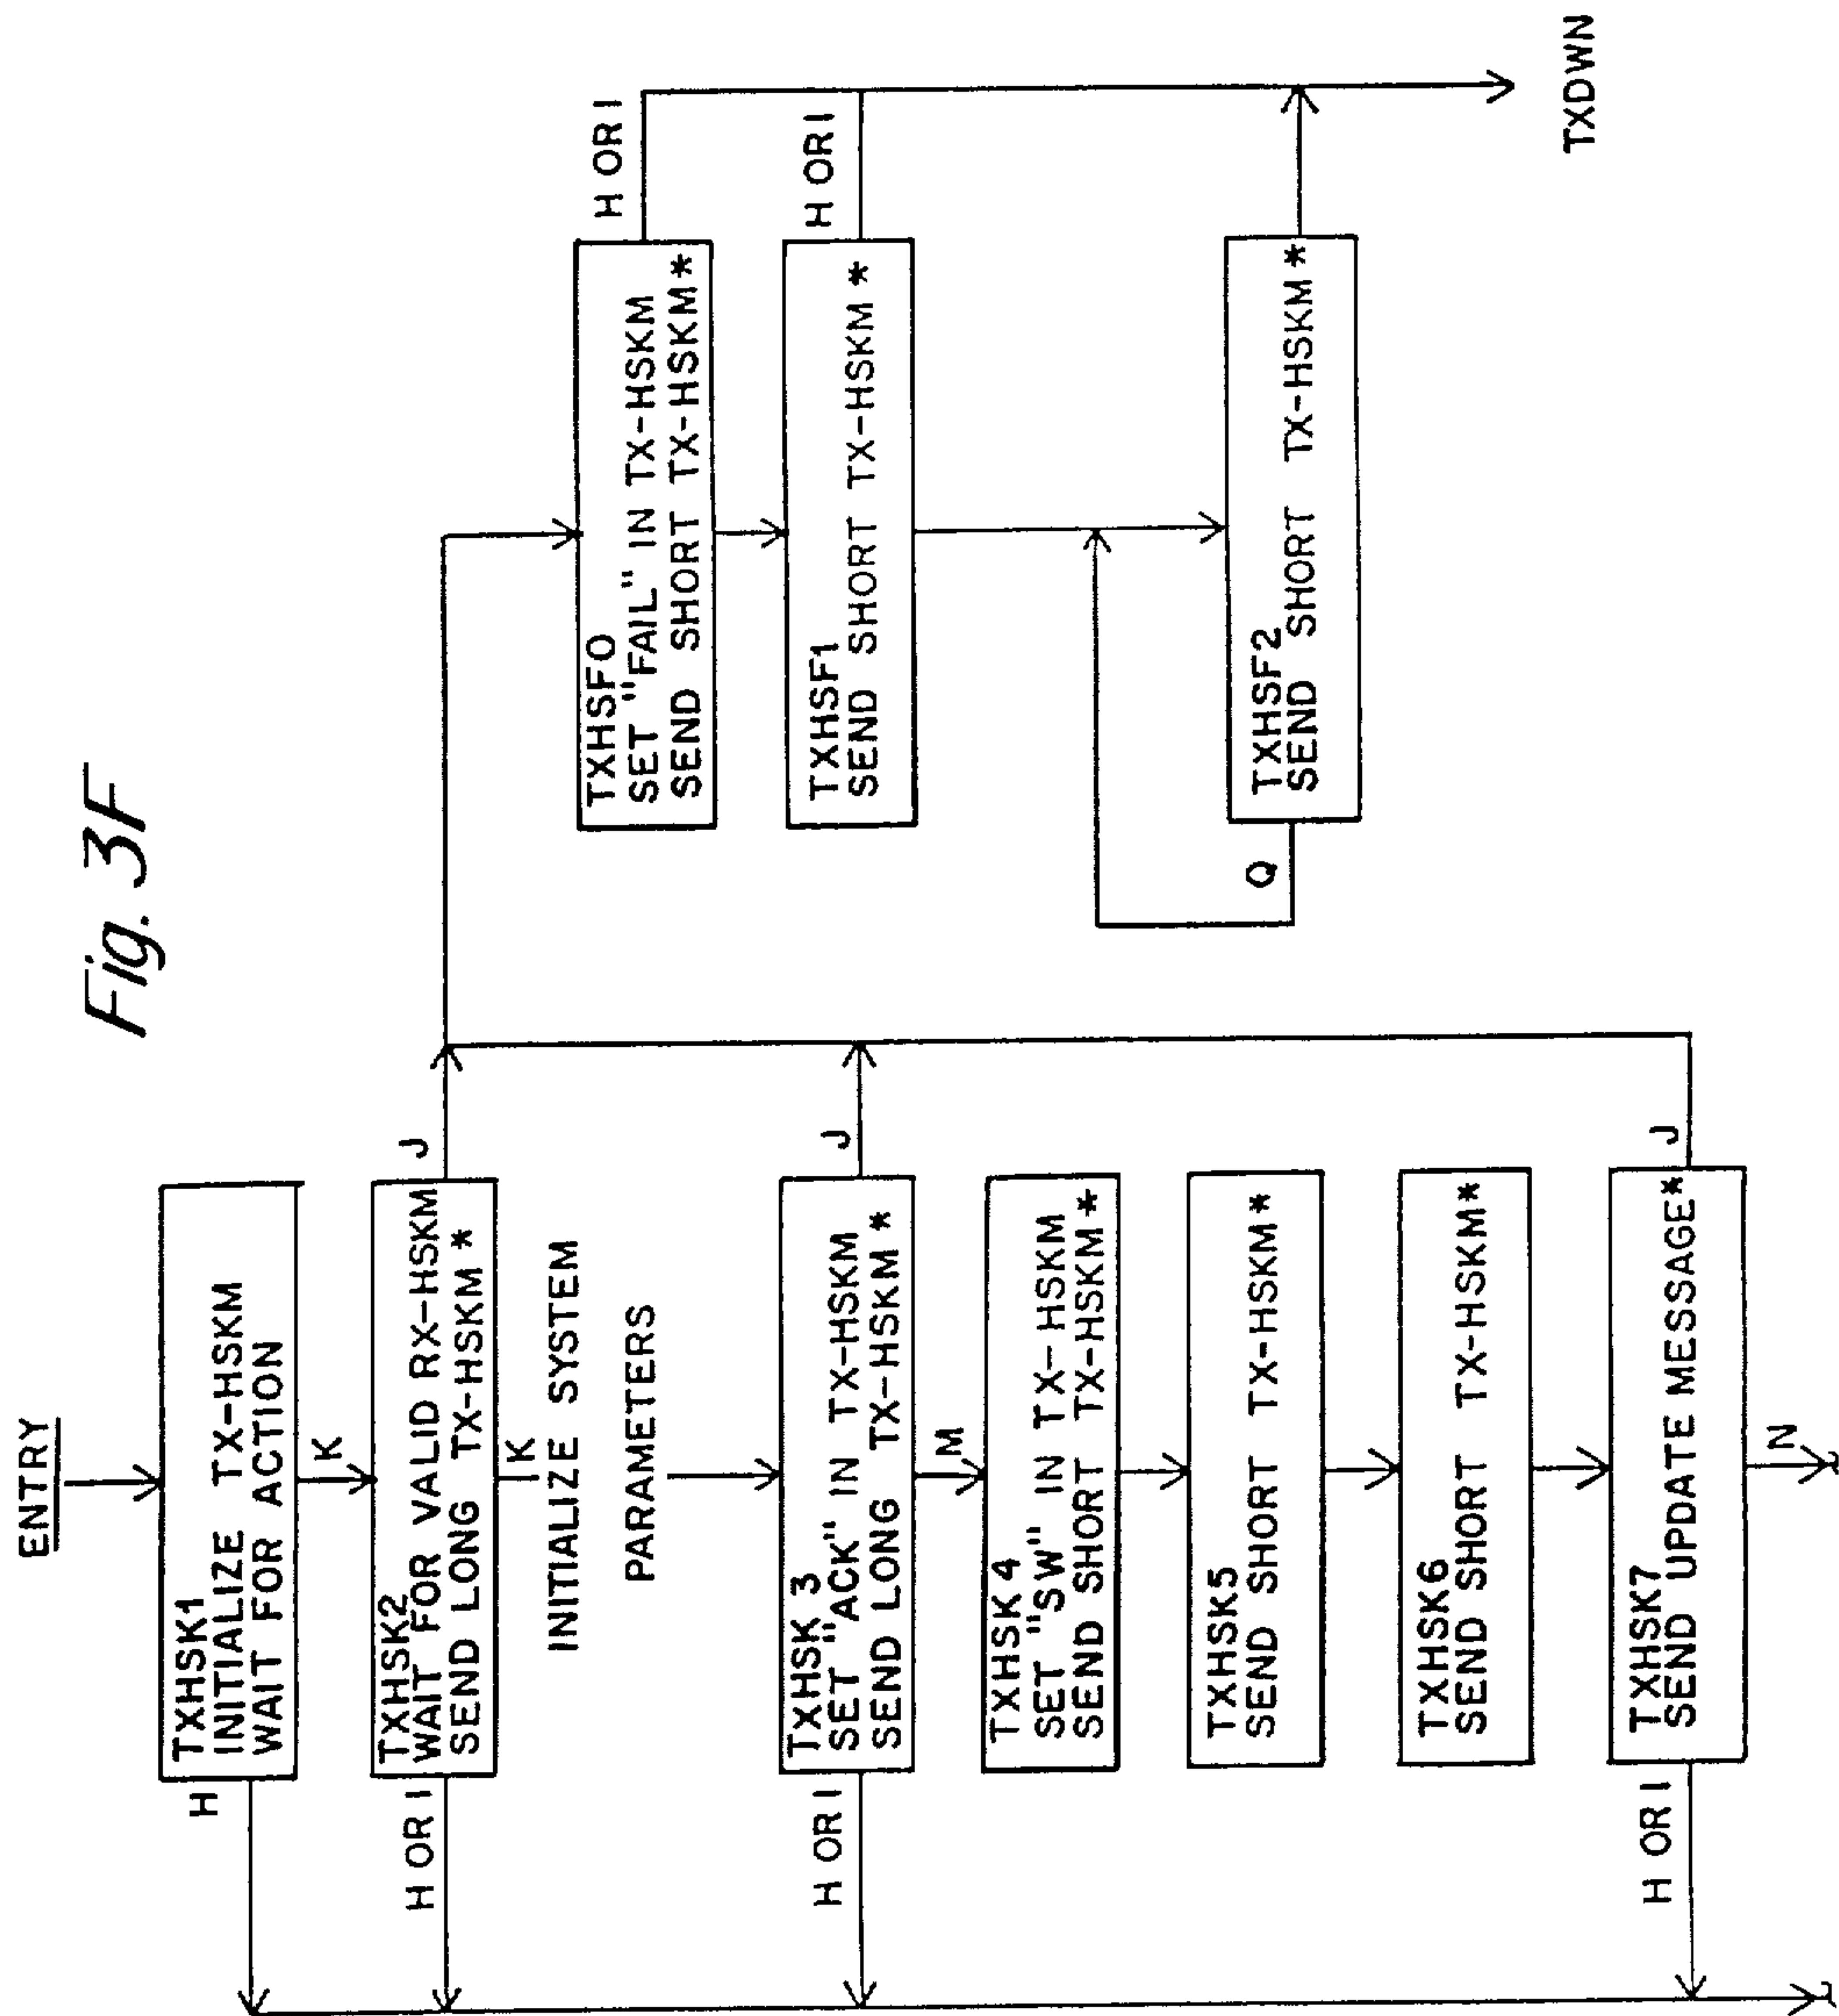 Fig. 3F
ENTRY
TXHSK1
INITIALIZE TX-HSKM
WAIT FOR ACTION
H
K
TXHSK2
WAIT FOR VALID RX-HSKM
SEND LONG TX-HSKM*
H OR I
J
K
INITIALIZE SYSTEM
PARAMETERS
TXHSK 3
SET "ACK" IN TX-HSKM
SEND LONG TX-HSKM*
H OR I
J
M
TXHSK 4
SET "SW" IN TX-HSKM
SEND SHORT TX-HSKM*
TXHSK5
SEND SHORT TX-HSKM*
TXHSK6
SEND SHORT TX-HSKM*
TXHSK7
SEND UPDATE MESSAGE*
H OR I
J
N
TXHSF0
SET "FAIL" IN TX-HSKM
SEND SHORT TX-HSKM*
H OR I
TXHSF1
SEND SHORT TX-HSKM*
H OR I
TXHSF2
SEND SHORT TX-HSKM*
Q
TXDWN